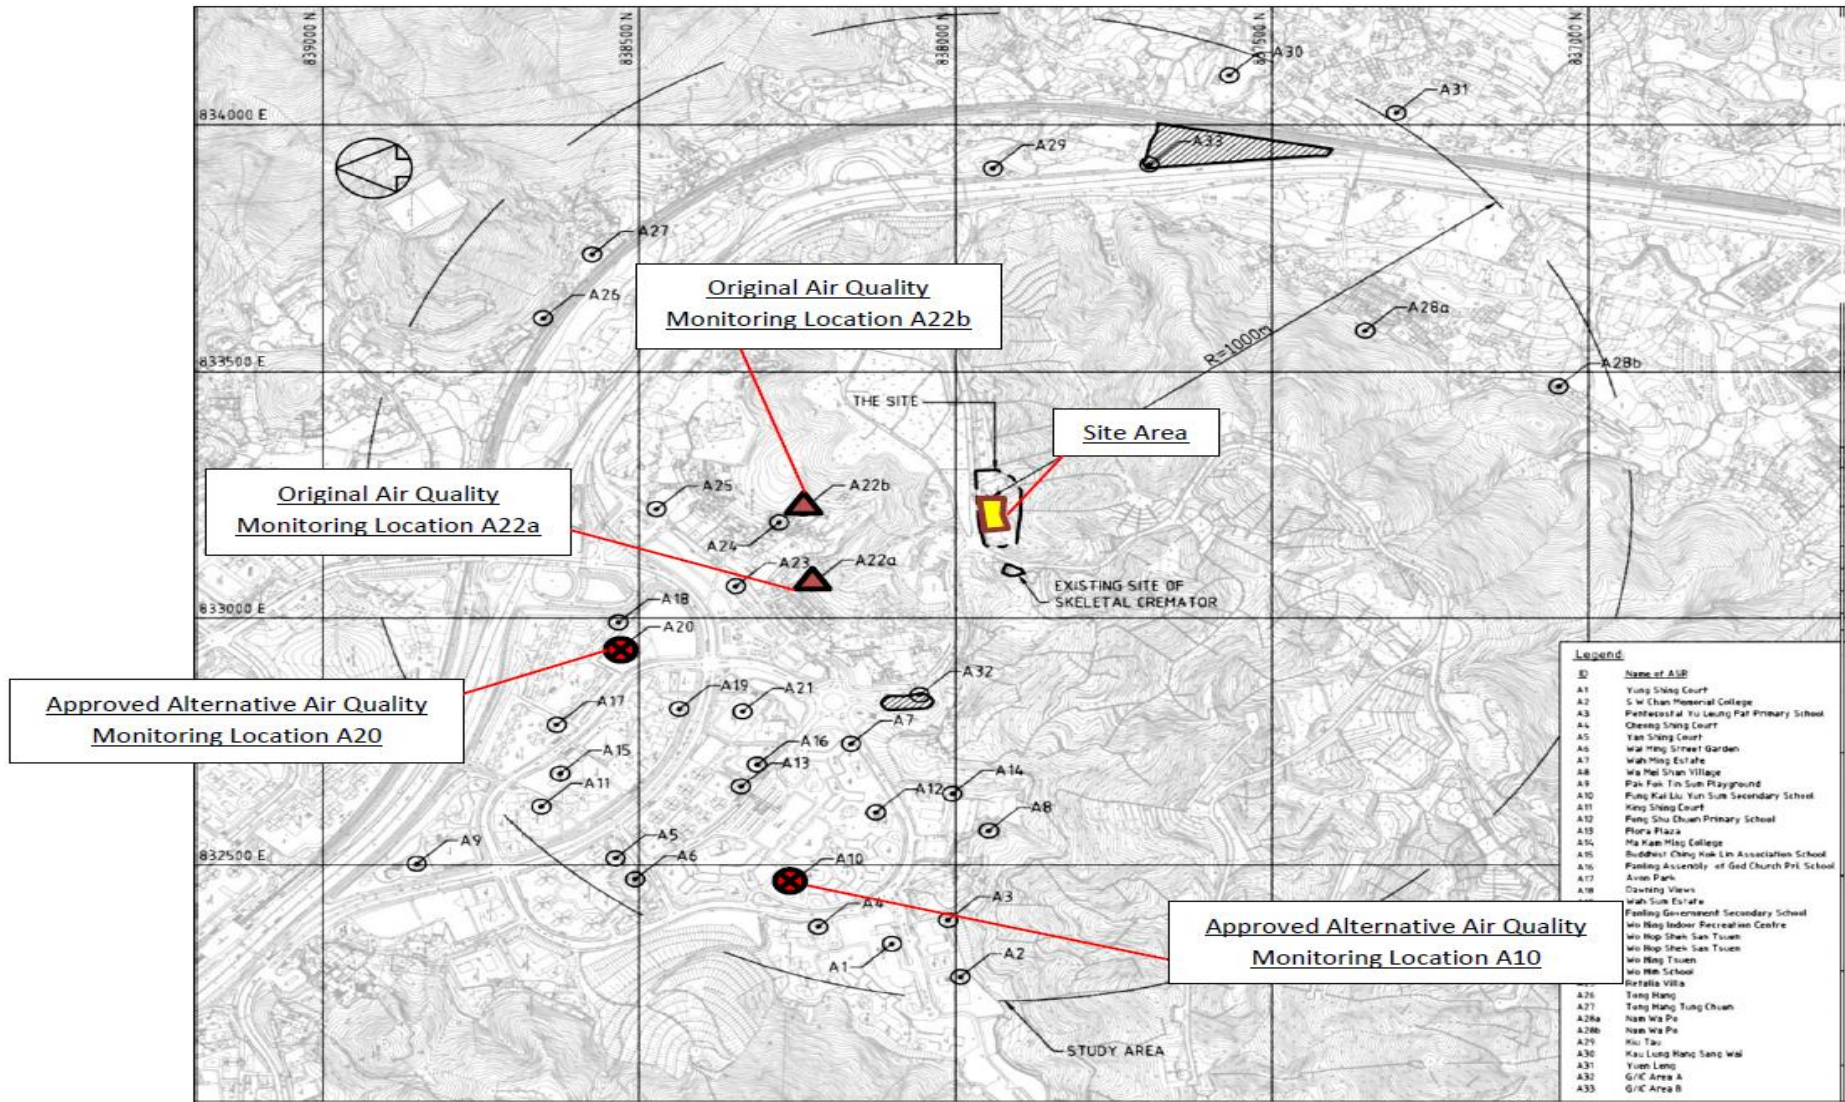 839000 N
838500 N
838000 N
837500 N
837000 N
A30
A31
834000 E
A29
A33
A27
A26
Original Air Quality
Monitoring Location A22b
A28a
R=1000m
833500 E
A28b
THE SITE
Site Area
Original Air Quality
Monitoring Location A22a
A25
A22b
A24
A23
A22a
EXISTING SITE OF
SKELETAL CREMATOR
833000 E
A18
A20
A32
Approved Alternative Air Quality
Monitoring Location A20
A17
A19
A21
A7
A15
A16
A13
A11
A12
A14
A8
832500 E
A9
A5
A6
A10
A4
A3
A1
A2
Approved Alternative Air Quality
Monitoring Location A10
STUDY AREA
Legend:
ID Name of ASR
A1 Yung Shing Court
A2 S W Chan Memorial College
A3 Pentecostal Yu Leung Fat Primary School
A4 Cheong Shing Court
A5 Yan Shing Court
A6 Wai Ming Street Garden
A7 Wah Ming Estate
A8 Wa Mei Shan Village
A9 Pak Fok Tin Sum Playground
A10 Fung Kai Liu Yun Sum Secondary School
A11 King Shing Court
A12 Fung Shu Chuen Primary School
A13 Flora Plaza
A14 Ma Kam Ming College
A15 Buddhist Ching Kok Lin Association School
A16 Fanling Assembly of God Church Pri. School
A17 Avon Park
A18 Dawning Views
Wah Sum Estate
Fanling Government Secondary School
Wo Hing Indoor Recreation Centre
Wo Hop Shek San Tsuen
Wo Hop Shek San Tsuen
Wo Hing Tsuen
Wo Him School
Retalia Villa
A26 Tong Hang
A27 Tong Hang Tung Chuen
A28a Nam Wa Po
A28b Nam Wa Po
A29 Kiu Tau
A30 Kau Lung Hang Sang Wai
A31 Yuen Leng
A32 G/IC Area A
A33 G/IC Area B